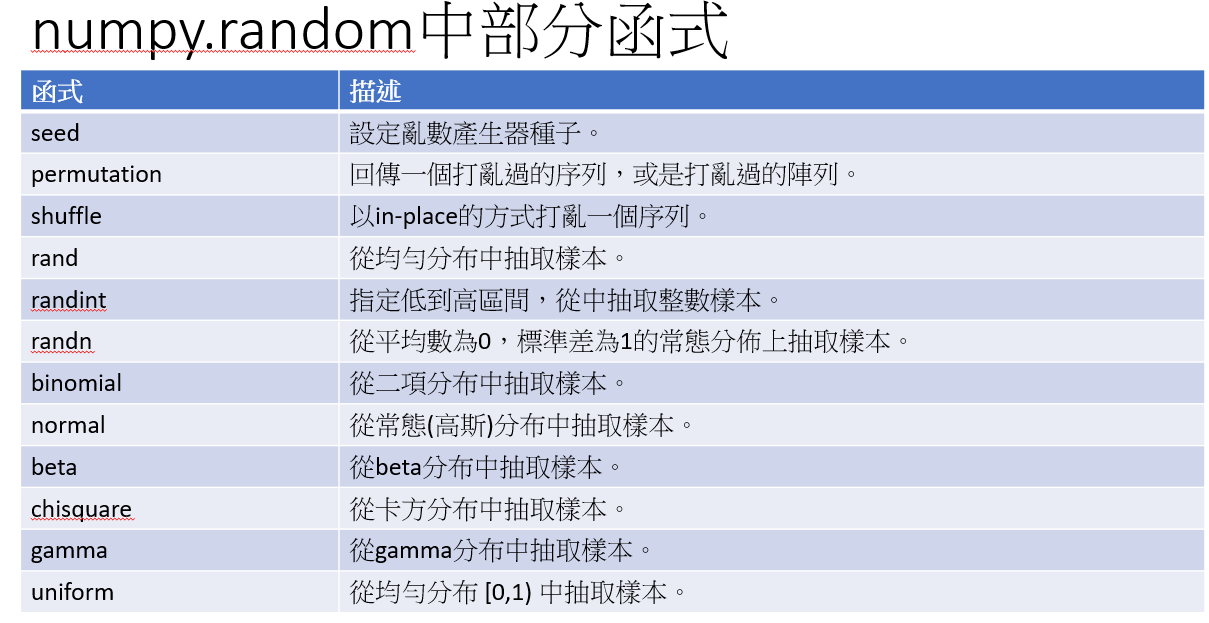 numpy.random中部分函式
函式 描述
seed 設定亂數產生器種子。
permutation 回傳一個打亂過的序列，或是打亂過的陣列。
shuffle 以in-place的方式打亂一個序列。
rand 從均勻分布中抽取樣本。
randint 指定低到高區間，從中抽取整數樣本。
randn 從平均數為0，標準差為1的常態分佈上抽取樣本。
binomial 從二項分布中抽取樣本。
normal 從常態(高斯)分布中抽取樣本。
beta 從beta分布中抽取樣本。
chisquare 從卡方分布中抽取樣本。
gamma 從gamma分布中抽取樣本。
uniform 從均勻分布 [0,1) 中抽取樣本。